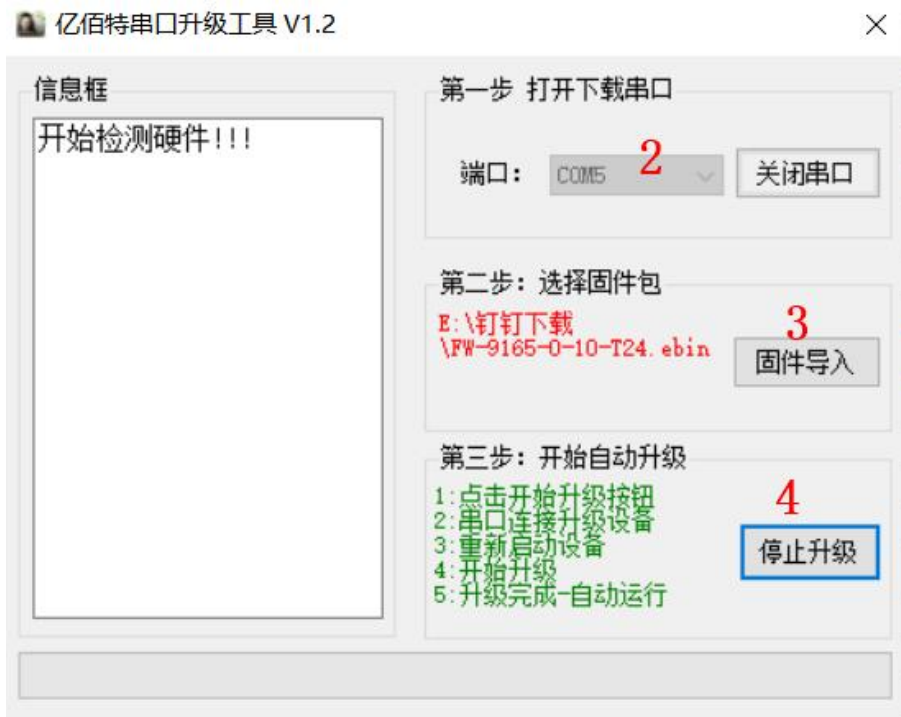 亿佰特串口升级工具 V1.2
信息框
开始检测硬件!!!
第一步 打开下载串口
端口: COM5 2 关闭串口
第二步: 选择固件包
E:\钉钉下载
\FW-9165-0-10-T24.ebin
3
固件导入
第三步: 开始自动升级
1:点击开始升级按钮
2:串口连接升级设备
3:重新启动设备
4:开始升级
5:升级完成-自动运行
4
停止升级